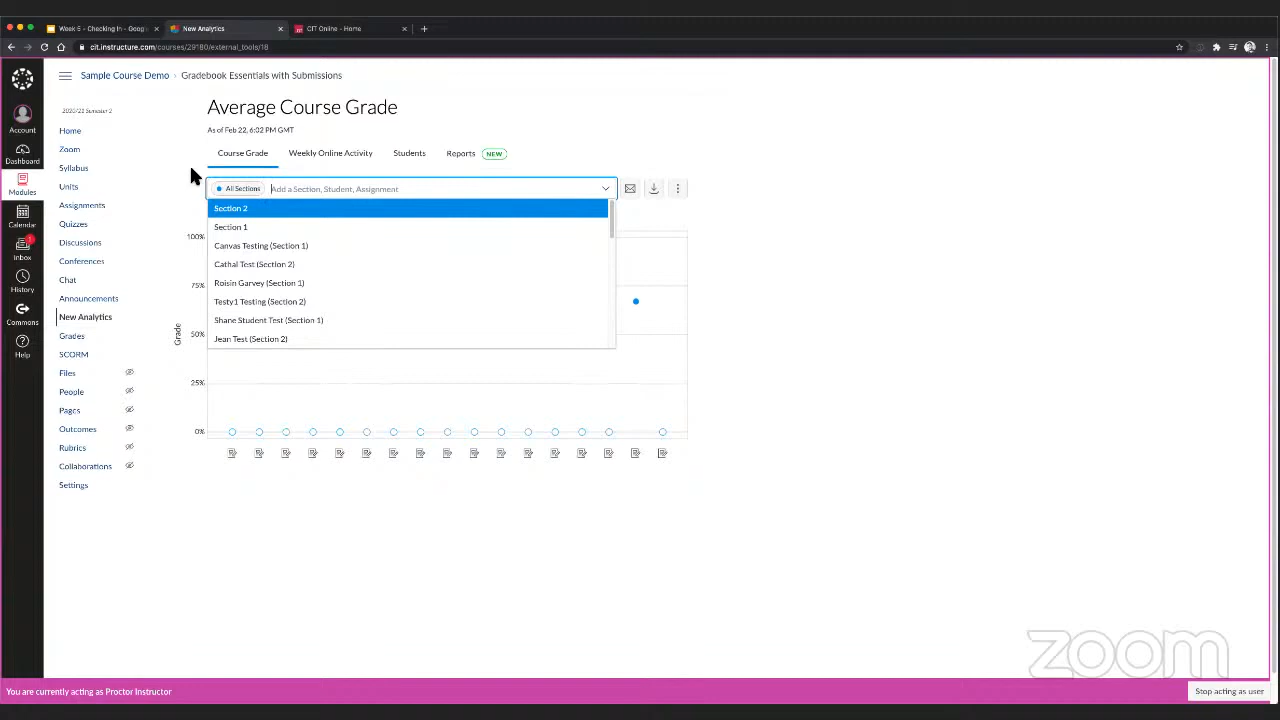 Week 5 - Checking In - Goog
New Analytics
CIT Online - Home
cit.instructure.com/courses/29180/external_tools/18
Sample Course Demo › Gradebook Essentials with Submissions
Account
Dashboard
Modules
Calendar
1
Inbox
History
Commons
Help
2020/21 Semester 2
Home
Zoom
Syllabus
Units
Assignments
Quizzes
Discussions
Conferences
Chat
Announcements
New Analytics
Grades
SCORM
Files
People
Pages
Outcomes
Rubrics
Collaborations
Settings
Average Course Grade
As of Feb 22, 6:02 PM GMT
Course Grade Weekly Online Activity Students Reports NEW
All Sections Add a Section, Student, Assignment
Section 2
Section 1
Canvas Testing (Section 1)
Cathal Test (Section 2)
Roisin Garvey (Section 1)
Testy1 Testing (Section 2)
Shane Student Test (Section 1)
Jean Test (Section 2)
100%
75%
50%
25%
0%
Grade
zoom
You are currently acting as Proctor Instructor
Stop acting as user